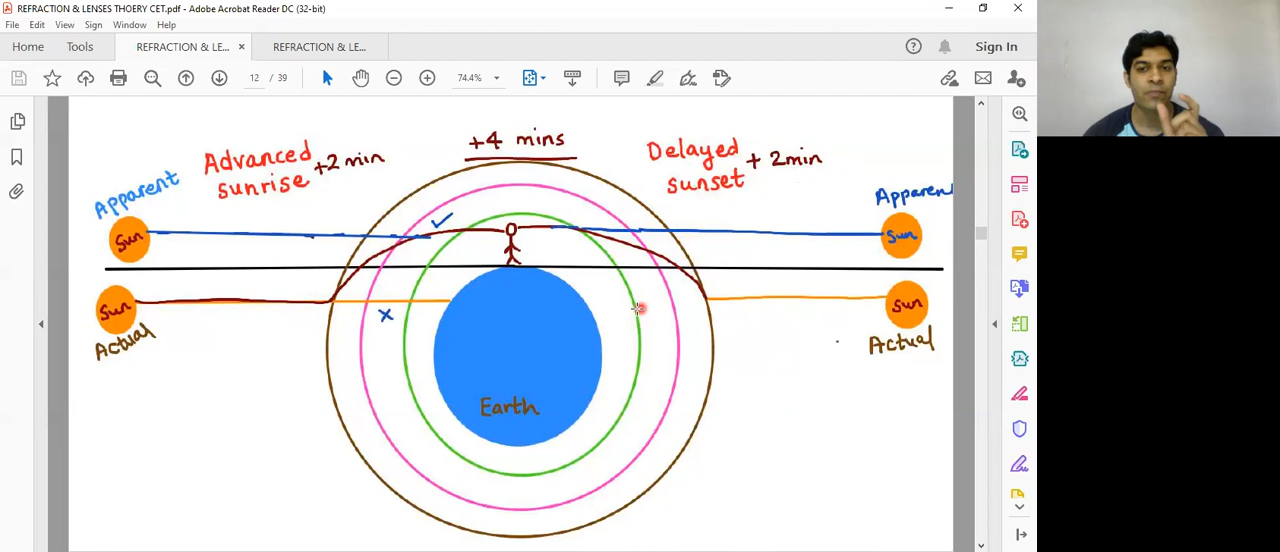 REFRACTION & LENSES THOERY CET.pdf - Adobe Acrobat Reader DC (32-bit)
File Edit View Sign Window Help
Home Tools REFRACTION & LE... × REFRACTION & LE... Sign In
12 / 39 74.4%
+4 mins
Advanced sunrise +2 min
Delayed sunset + 2min
Apparent
Apparen
Sun
Sun
Sun
Sun
Actual
Actual
Earth